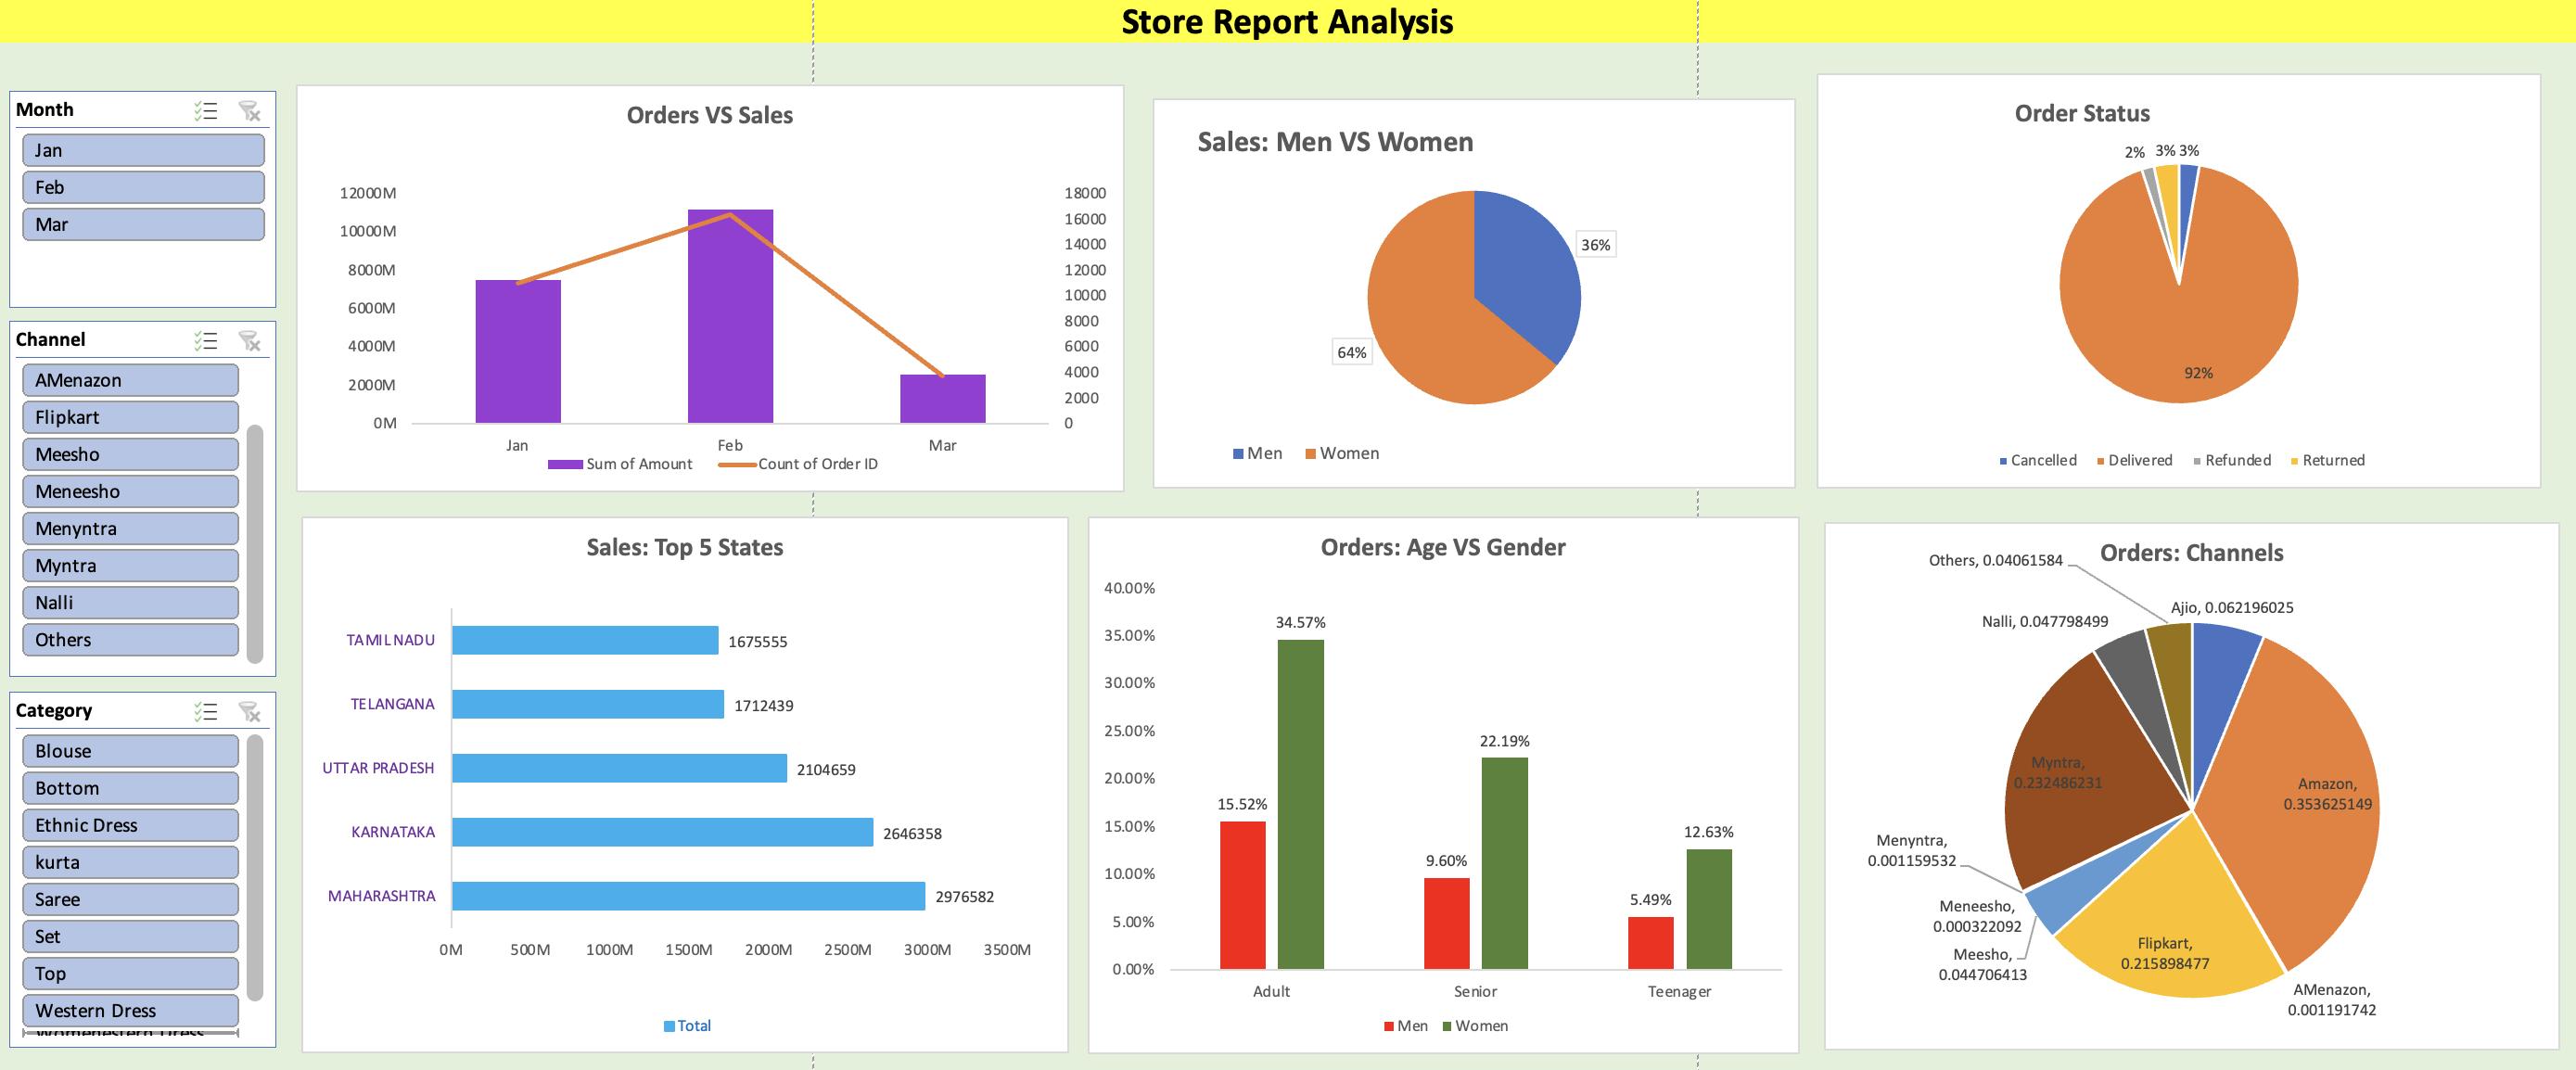 Store Report Analysis
Month
Jan
Feb
Mar
Channel
AMenazon
Flipkart
Meesho
Meneesho
Menyntra
Myntra
Nalli
Others
Category
Blouse
Bottom
Ethnic Dress
kurta
Saree
Set
Top
Western Dress
Womenestern Dress
Orders VS Sales
12000M
10000M
8000M
6000M
4000M
2000M
0M
18000
16000
14000
12000
10000
8000
6000
4000
2000
0
Jan Feb Mar
Sum of Amount Count of Order ID
Sales: Men VS Women
36%
64%
Men Women
Order Status
2% 3% 3%
92%
Cancelled Delivered Refunded Returned
Sales: Top 5 States
TAMIL NADU 1675555
TELANGANA 1712439
UTTAR PRADESH 2104659
KARNATAKA 2646358
MAHARASHTRA 2976582
0M 500M 1000M 1500M 2000M 2500M 3000M 3500M
Total
Orders: Age VS Gender
40.00%
35.00%
30.00%
25.00%
20.00%
15.00%
10.00%
5.00%
0.00%
15.52% 34.57%
9.60% 22.19%
5.49% 12.63%
Adult Senior Teenager
Men Women
Orders: Channels
Others, 0.04061584
Ajio, 0.062196025
Nalli, 0.047798499
Myntra,
0.232486231
Amazon,
0.353625149
Menyntra,
0.001159532
Meneesho,
0.000322092
Meesho,
0.044706413
Flipkart,
0.215898477
AMenazon,
0.001191742